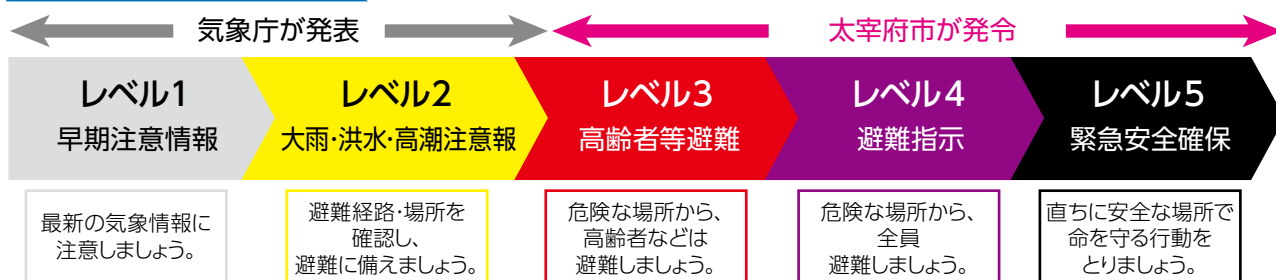 気象庁が発表
太宰府市が発令
レベル1
早期注意情報
レベル2
大雨・洪水・高潮注意報
レベル3
高齢者等避難
レベル4
避難指示
レベル5
緊急安全確保
最新の気象情報に
注意しましょう。
避難経路・場所を
確認し、
避難に備えましょう。
危険な場所から、
高齢者などは
避難しましょう。
危険な場所から、
全員
避難しましょう。
直ちに安全な場所で
命を守る行動を
とりましょう。